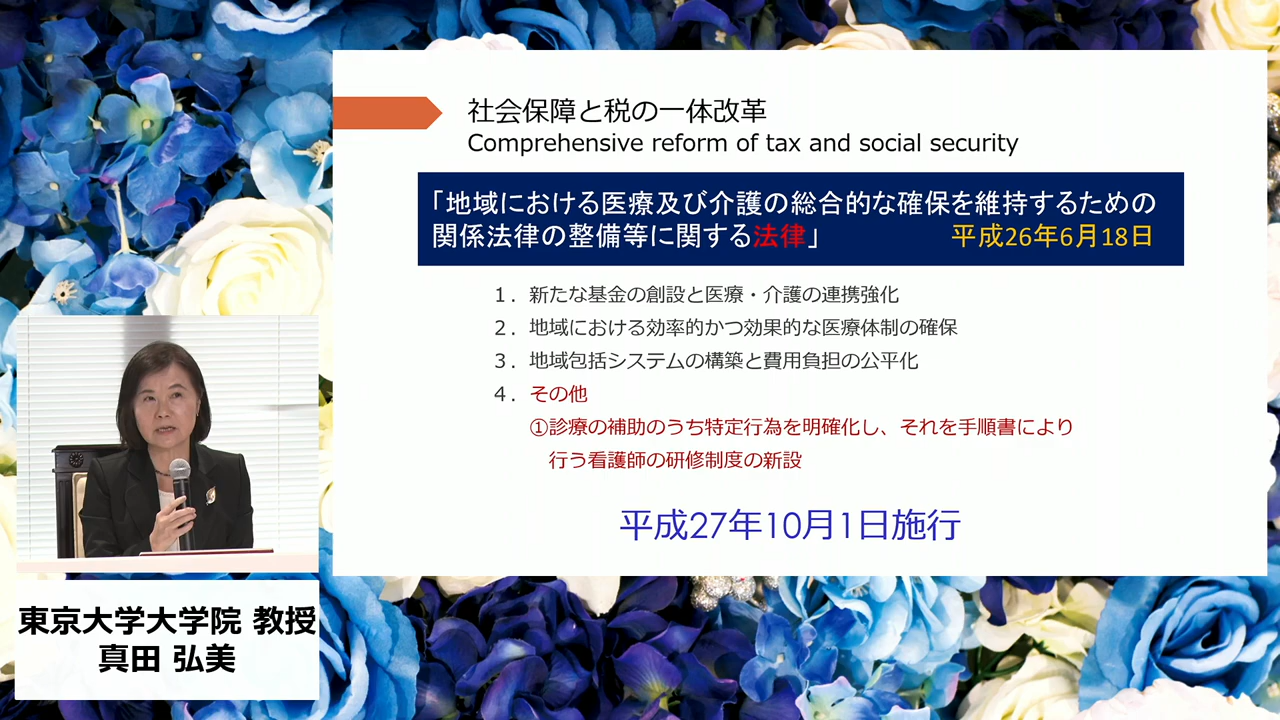 社会保障と税の一体改革
Comprehensive reform of tax and social security
「地域における医療及び介護の総合的な確保を維持するための
関係法律の整備等に関する法律」 平成26年6月18日
１．新たな基金の創設と医療・介護の連携強化
２．地域における効率的かつ効果的な医療体制の確保
３．地域包括システムの構築と費用負担の公平化
４．その他
①診療の補助のうち特定行為を明確化し、それを手順書により
行う看護師の研修制度の新設
平成27年10月1日施行
東京大学大学院 教授
真田 弘美